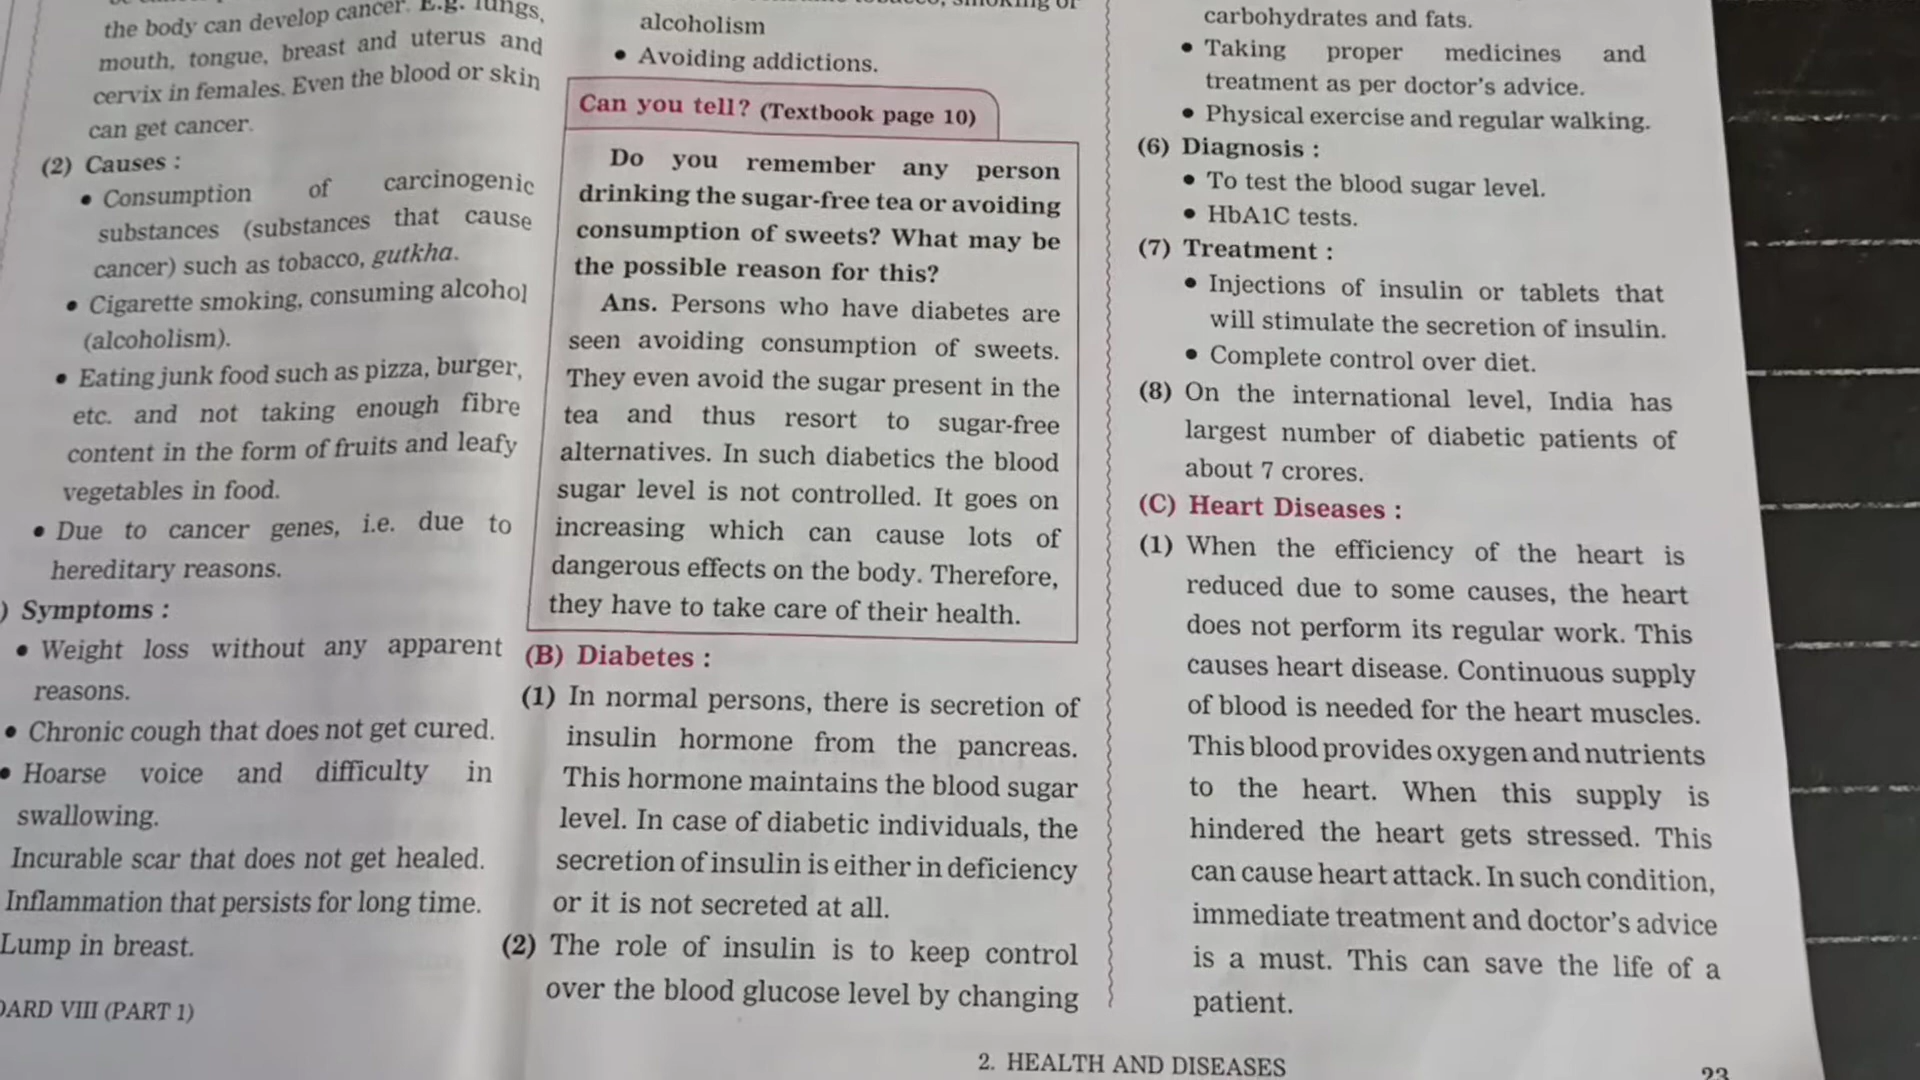 the body can develop cancer. E.g. lungs,
mouth, tongue, breast and uterus and
cervix in females. Even the blood or skin
can get cancer.
(2) Causes :
• Consumption of carcinogenic
substances (substances that cause
cancer) such as tobacco, gutkha.
• Cigarette smoking, consuming alcohol
(alcoholism).
• Eating junk food such as pizza, burger,
etc. and not taking enough fibre
content in the form of fruits and leafy
vegetables in food.
• Due to cancer genes, i.e. due to
hereditary reasons.
) Symptoms :
• Weight loss without any apparent
reasons.
• Chronic cough that does not get cured.
• Hoarse voice and difficulty in
swallowing.
Incurable scar that does not get healed.
Inflammation that persists for long time.
Lump in breast.
alcoholism
• Avoiding addictions.
Can you tell? (Textbook page 10)
Do you remember any person
drinking the sugar-free tea or avoiding
consumption of sweets? What may be
the possible reason for this?
Ans. Persons who have diabetes are
seen avoiding consumption of sweets.
They even avoid the sugar present in the
tea and thus resort to sugar-free
alternatives. In such diabetics the blood
sugar level is not controlled. It goes on
increasing which can cause lots of
dangerous effects on the body. Therefore,
they have to take care of their health.
(B) Diabetes :
(1) In normal persons, there is secretion of
insulin hormone from the pancreas.
This hormone maintains the blood sugar
level. In case of diabetic individuals, the
secretion of insulin is either in deficiency
or it is not secreted at all.
(2) The role of insulin is to keep control
over the blood glucose level by changing
carbohydrates and fats.
• Taking proper medicines and
treatment as per doctor's advice.
• Physical exercise and regular walking.
(6) Diagnosis :
• To test the blood sugar level.
• HbA1C tests.
(7) Treatment :
• Injections of insulin or tablets that
will stimulate the secretion of insulin.
• Complete control over diet.
(8) On the international level, India has
largest number of diabetic patients of
about 7 crores.
(C) Heart Diseases :
(1) When the efficiency of the heart is
reduced due to some causes, the heart
does not perform its regular work. This
causes heart disease. Continuous supply
of blood is needed for the heart muscles.
This blood provides oxygen and nutrients
to the heart. When this supply is
hindered the heart gets stressed. This
can cause heart attack. In such condition,
immediate treatment and doctor's advice
is a must. This can save the life of a
patient.
DARD VIII (PART 1)
2. HEALTH AND DISEASES
23